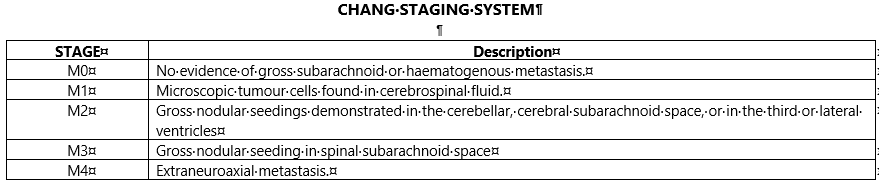 CHANG STAGING SYSTEM¶
¶
STAGE¤ Description¤
M0¤ No·evidence·of·gross·subarachnoid·or·haematogenous·metastasis.¤
M1¤ Microscopic·tumour·cells·found·in·cerebrospinal·fluid.¤
M2¤ Gross·nodular·seedings·demonstrated·in·the·cerebellar,·cerebral·subarachnoid·space,·or·in·the·third·or·lateral·
ventricles¤
M3¤ Gross·nodular·seeding·in·spinal·subarachnoid·space¤
M4¤ Extraneuroaxial·metastasis.¤